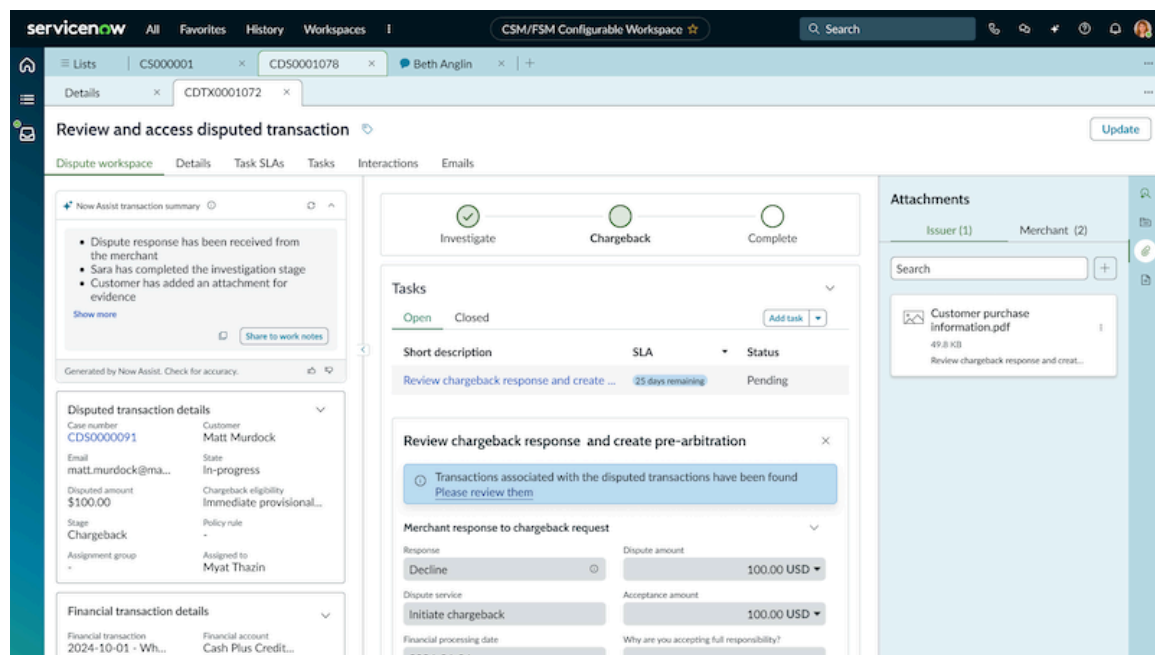 servicenow All Favorites History Workspaces CSM/FSM Configurable Workspace Search
Lists CS000001 CDS0001078 Beth Anglin
Details CDTX0001072
Review and access disputed transaction Update
Dispute workspace Details Task SLAs Tasks Interactions Emails
Now Assist transaction summary
Dispute response has been received from
the merchant
Sara has completed the investigation stage
Customer has added an attachment for
evidence
Show more
Share to work notes
Generated by Now Assist. Check for accuracy.
Disputed transaction details
Case number Customer
CDS0000091 Matt Murdock
Email State
matt.murdock@ma... In-progress
Disputed amount Chargeback eligibility
$100.00 Immediate provisional...
Stage Policy rule
Chargeback -
Assignment group Assigned to
- Myat Thazin
Financial transaction details
Financial transaction Financial account
2024-10-01 - Wh... Cash Plus Credit...
Investigate Chargeback Complete
Tasks
Open Closed Add task
Short description SLA Status
Review chargeback response and create ... 25 days remaining Pending
Review chargeback response and create pre-arbitration
Transactions associated with the disputed transactions have been found
Please review them
Merchant response to chargeback request
Response Dispute amount
Decline 100.00 USD
Dispute service Acceptance amount
Initiate chargeback 100.00 USD
Financial processing date Why are you accepting full responsibility?
Attachments
Issuer (1) Merchant (2)
Search
Customer purchase
information.pdf
49.8 KB
Review chargeback response and creat...